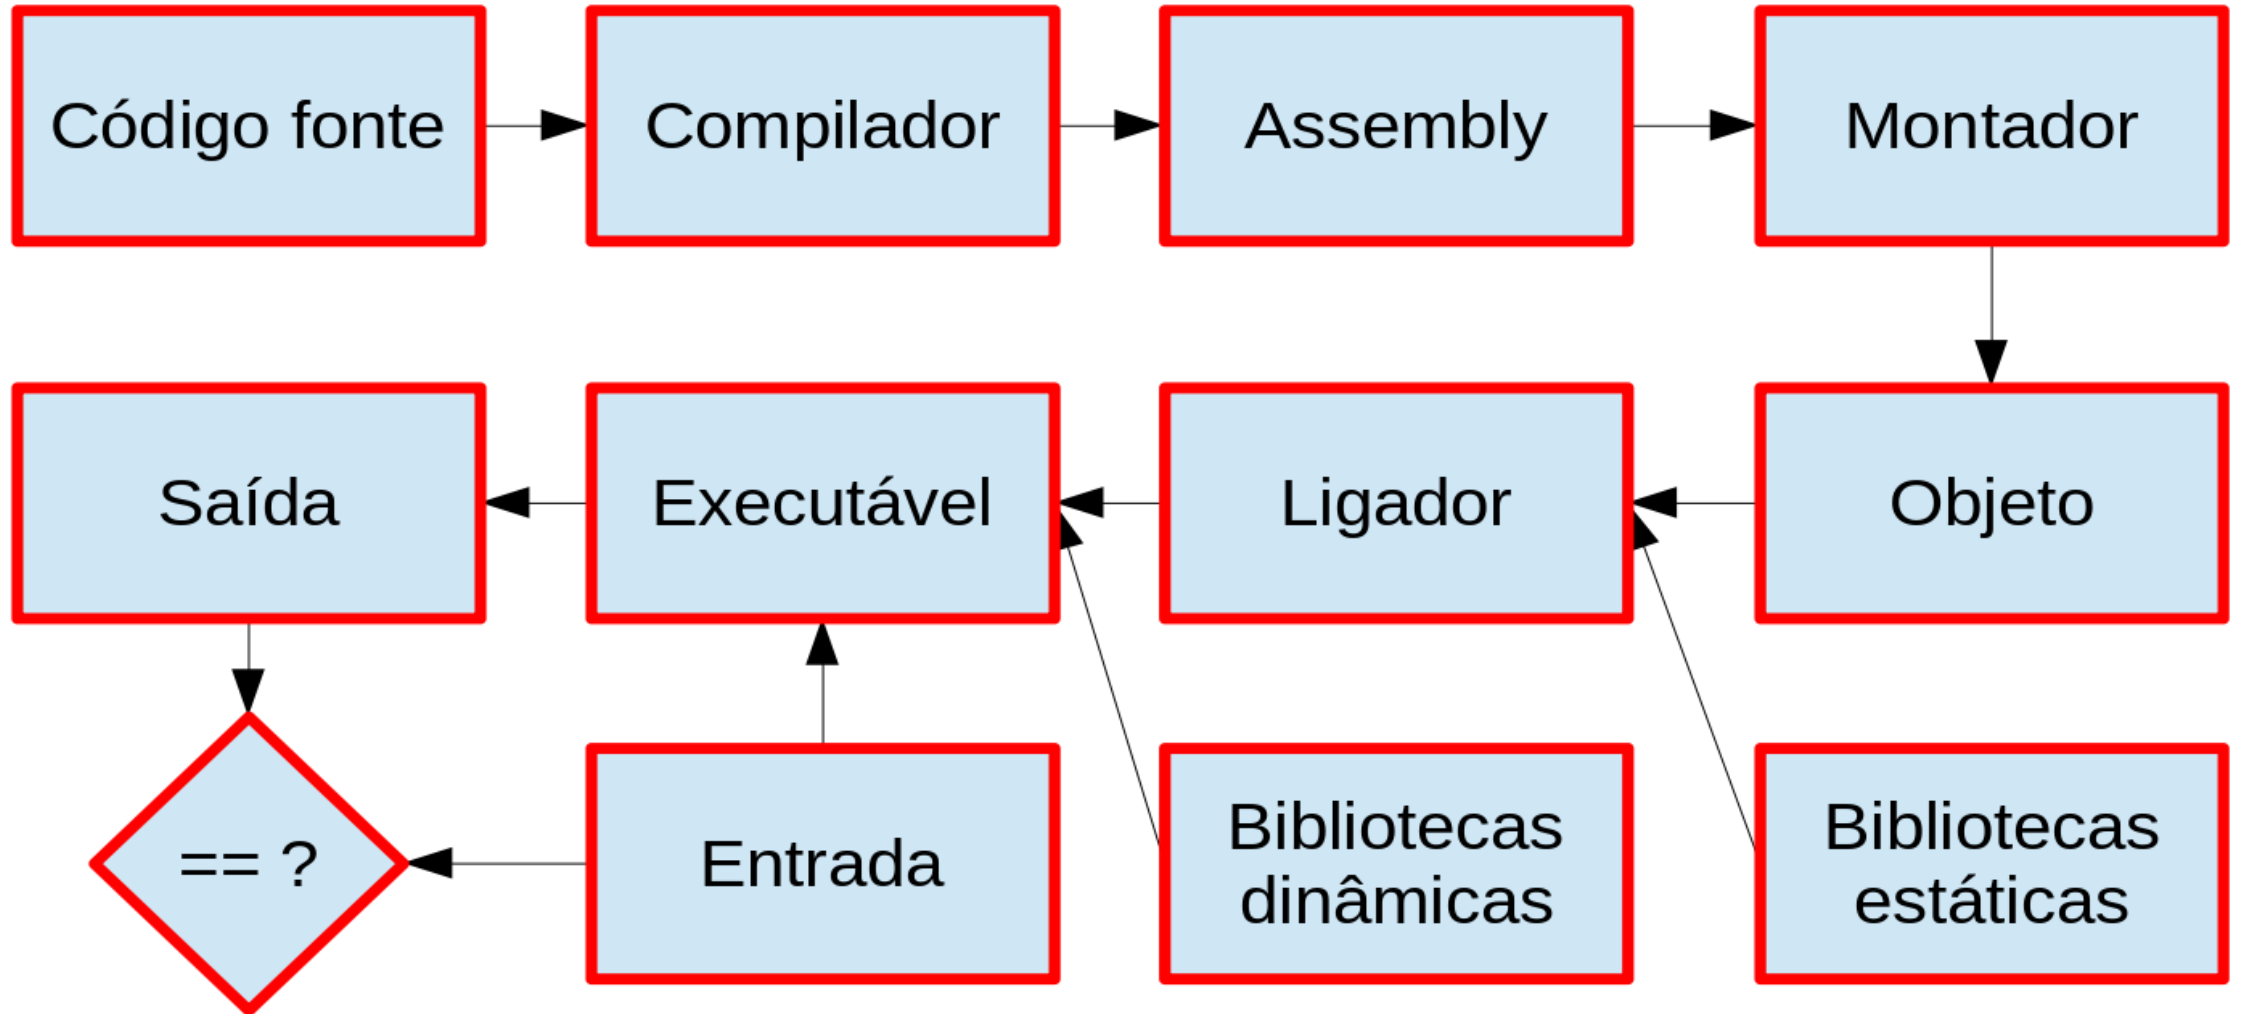 Código fonte
Compilador
Assembly
Montador
Saída
Executável
Ligador
Objeto
== ?
Entrada
Bibliotecas
dinâmicas
Bibliotecas
estáticas